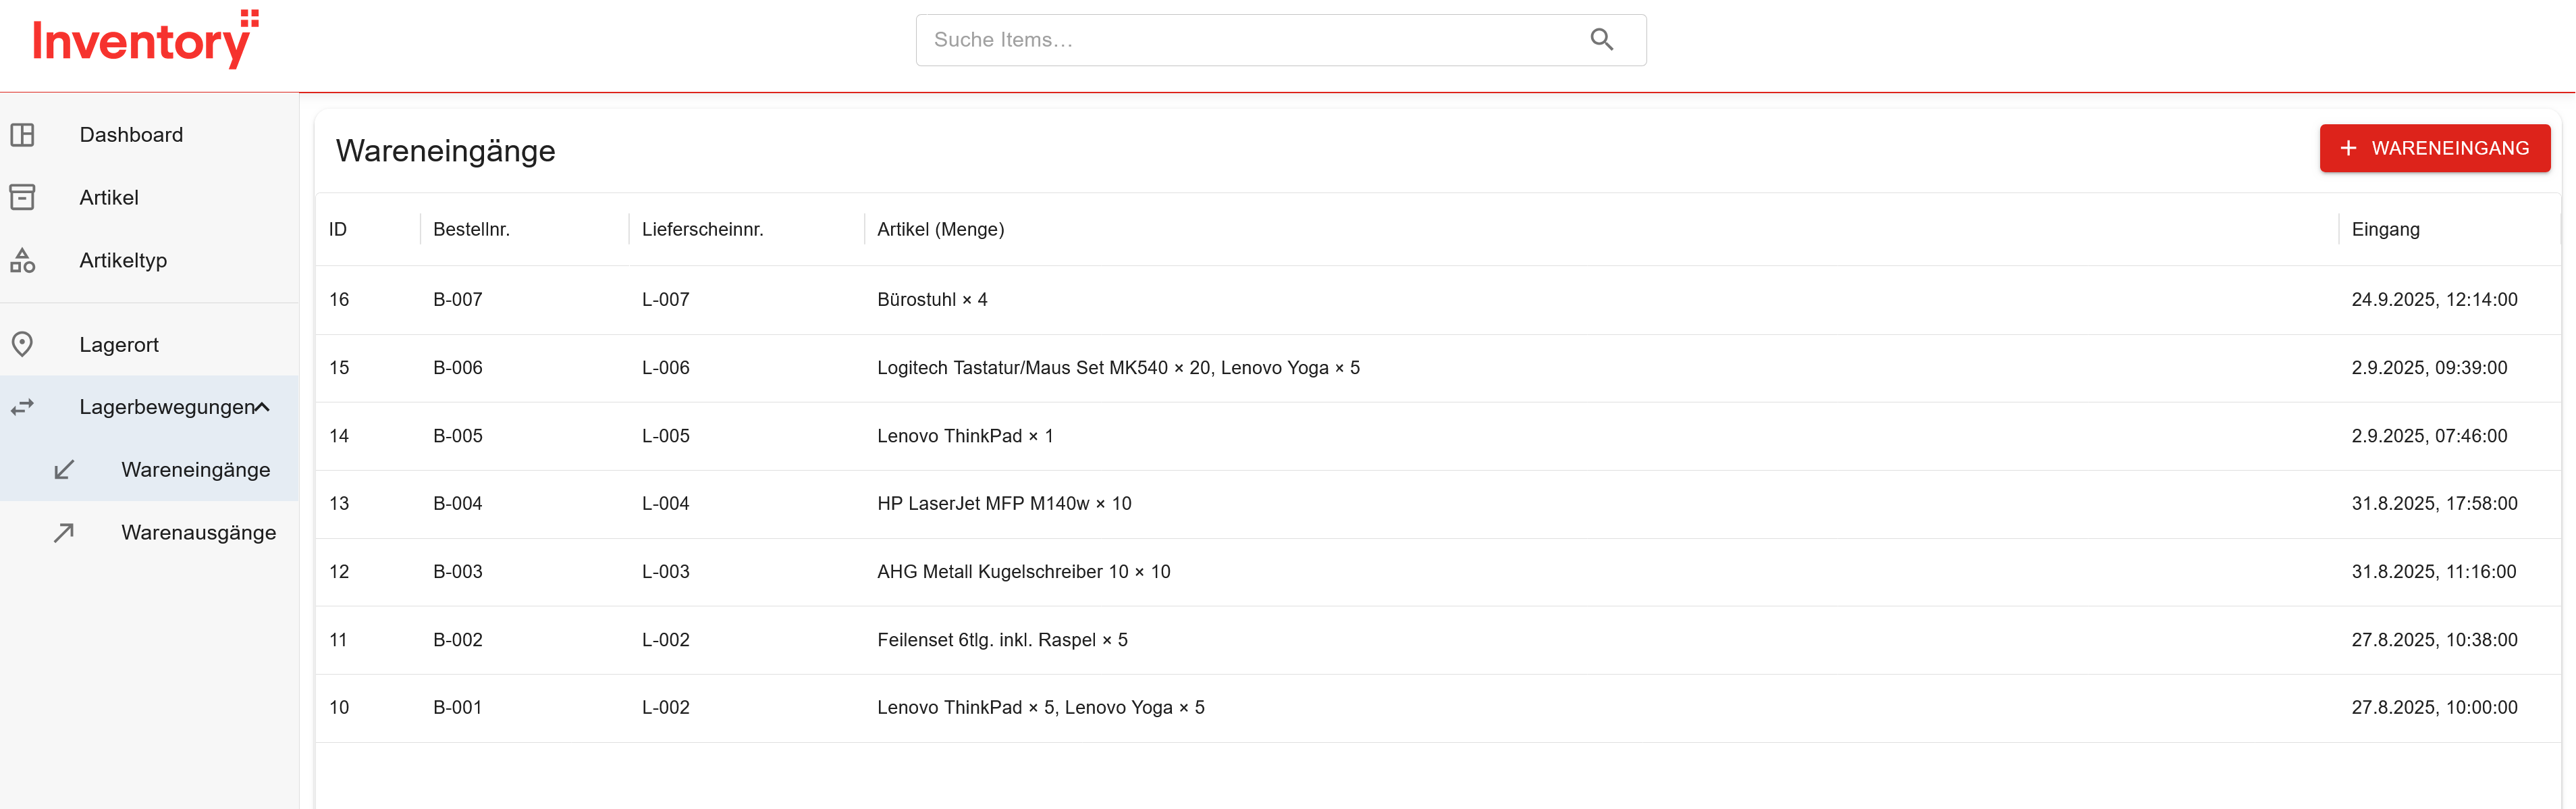 Inventory
Suche Items…
Dashboard
Artikel
Artikeltyp
Lagerort
Lagerbewegungen
Wareneingänge
Warenausgänge
Wareneingänge
+ WARENEINGANG
ID Bestellnr. Lieferscheinnr. Artikel (Menge) Eingang
16 B-007 L-007 Bürostuhl × 4 24.9.2025, 12:14:00
15 B-006 L-006 Logitech Tastatur/Maus Set MK540 × 20, Lenovo Yoga × 5 2.9.2025, 09:39:00
14 B-005 L-005 Lenovo ThinkPad × 1 2.9.2025, 07:46:00
13 B-004 L-004 HP LaserJet MFP M140w × 10 31.8.2025, 17:58:00
12 B-003 L-003 AHG Metall Kugelschreiber 10 × 10 31.8.2025, 11:16:00
11 B-002 L-002 Feilenset 6tlg. inkl. Raspel × 5 27.8.2025, 10:38:00
10 B-001 L-002 Lenovo ThinkPad × 5, Lenovo Yoga × 5 27.8.2025, 10:00:00